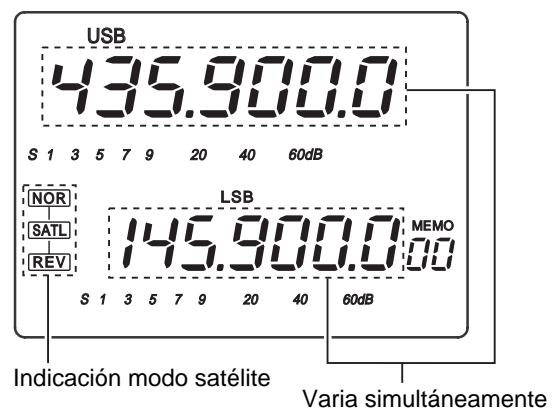 USB
435.900.0
S 1 3 5 7 9 20 40 60dB
NOR
LSB
SATL
145.900.0
MEMO
00
REV
S 1 3 5 7 9 20 40 60dB
Indicación modo satélite
Varia simultáneamente